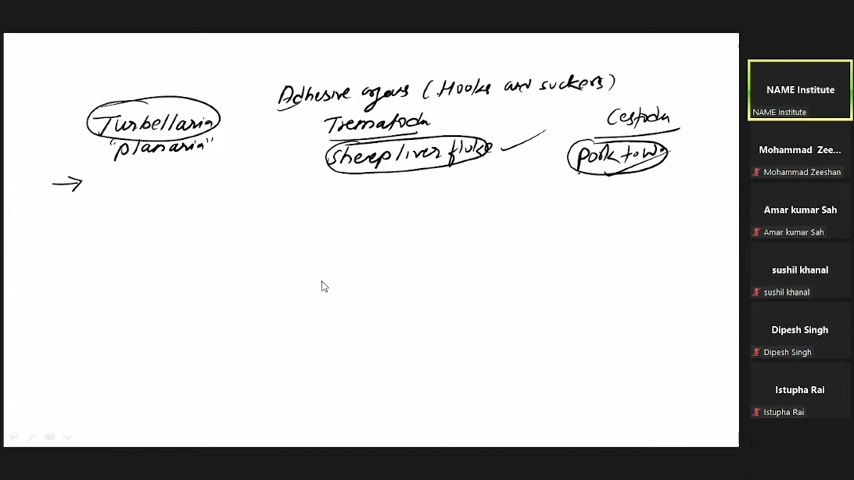 Adhesive organs (Hooks and suckers)
Turbellaria
Trematoda
Cestoda
"planaria"
sheep liver fluke
pork
NAME Institute
NAME Institute
Mohammad Zee...
Mohammad Zeeshan
Amar kumar Sah
Amar kumar Sah
sushil khanal
sushil khanal
Dipesh Singh
Dipesh Singh
Istupha Rai
Istupha Rai